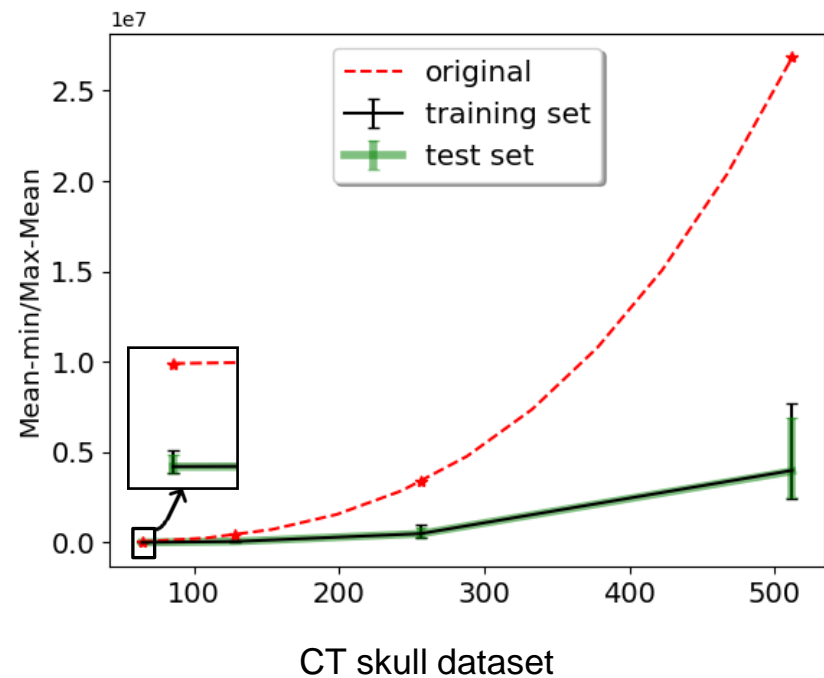 1e7
original
training set
test set
Mean-min/Max-Mean
2.5
2.0
1.5
1.0
0.5
0.0
100 200 300 400 500
CT skull dataset